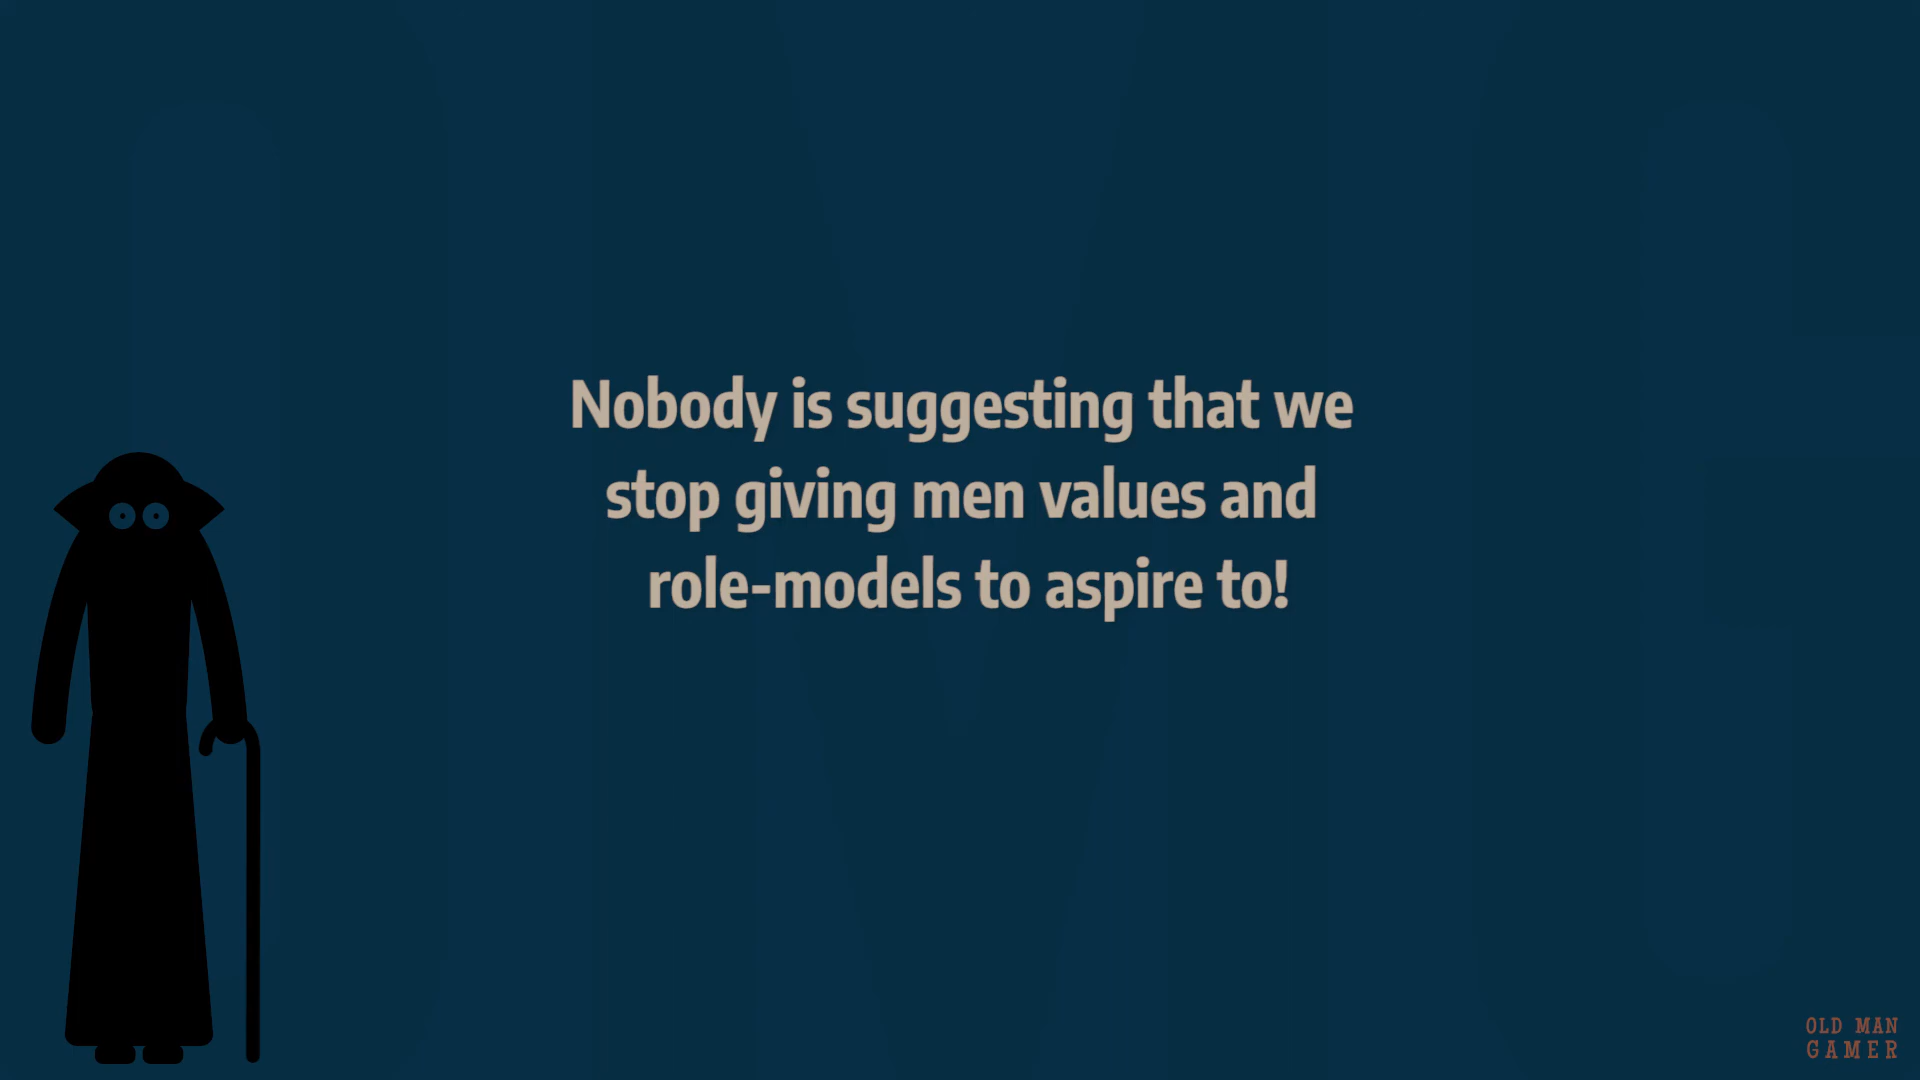 Nobody is suggesting that we
stop giving men values and
role-models to aspire to!
OLD MAN
GAMER